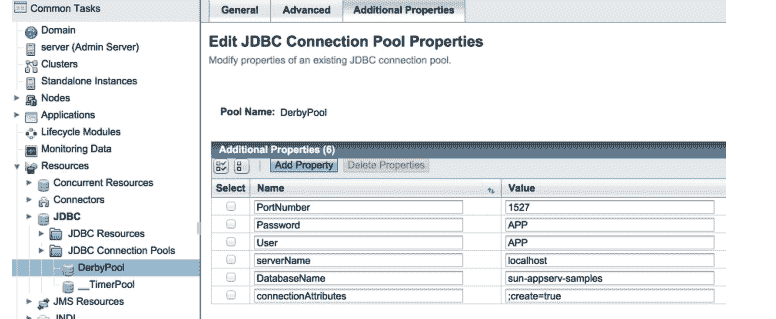 Common Tasks
Domain
server (Admin Server)
Clusters
Standalone Instances
Nodes
Applications
Lifecycle Modules
Monitoring Data
Resources
Concurrent Resources
Connectors
JDBC
JDBC Resources
JDBC Connection Pools
DerbyPool
__TimerPool
JMS Resources
JNDI
General Advanced Additional Properties
Edit JDBC Connection Pool Properties
Modify properties of an existing JDBC connection pool.
Pool Name: DerbyPool
Additional Properties (6)
Add Property Delete Properties
Select Name Value
PortNumber 1527
Password APP
User APP
serverName localhost
DatabaseName sun-appserv-samples
connectionAttributes ;create=true